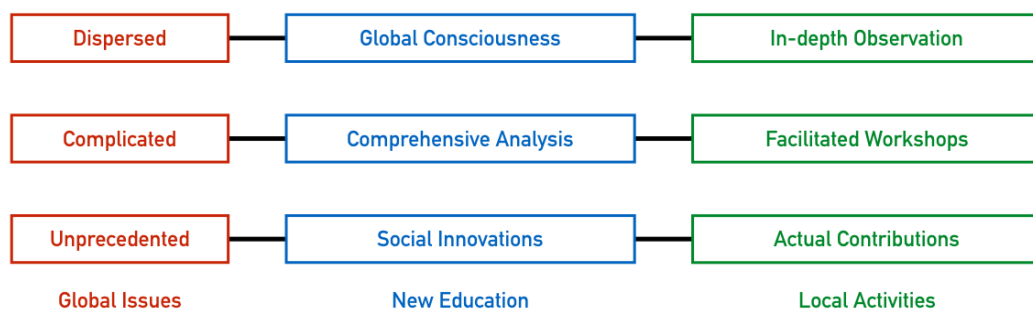 Dispersed
Global Consciousness
In-depth Observation
Complicated
Comprehensive Analysis
Facilitated Workshops
Unprecedented
Social Innovations
Actual Contributions
Global Issues
New Education
Local Activities